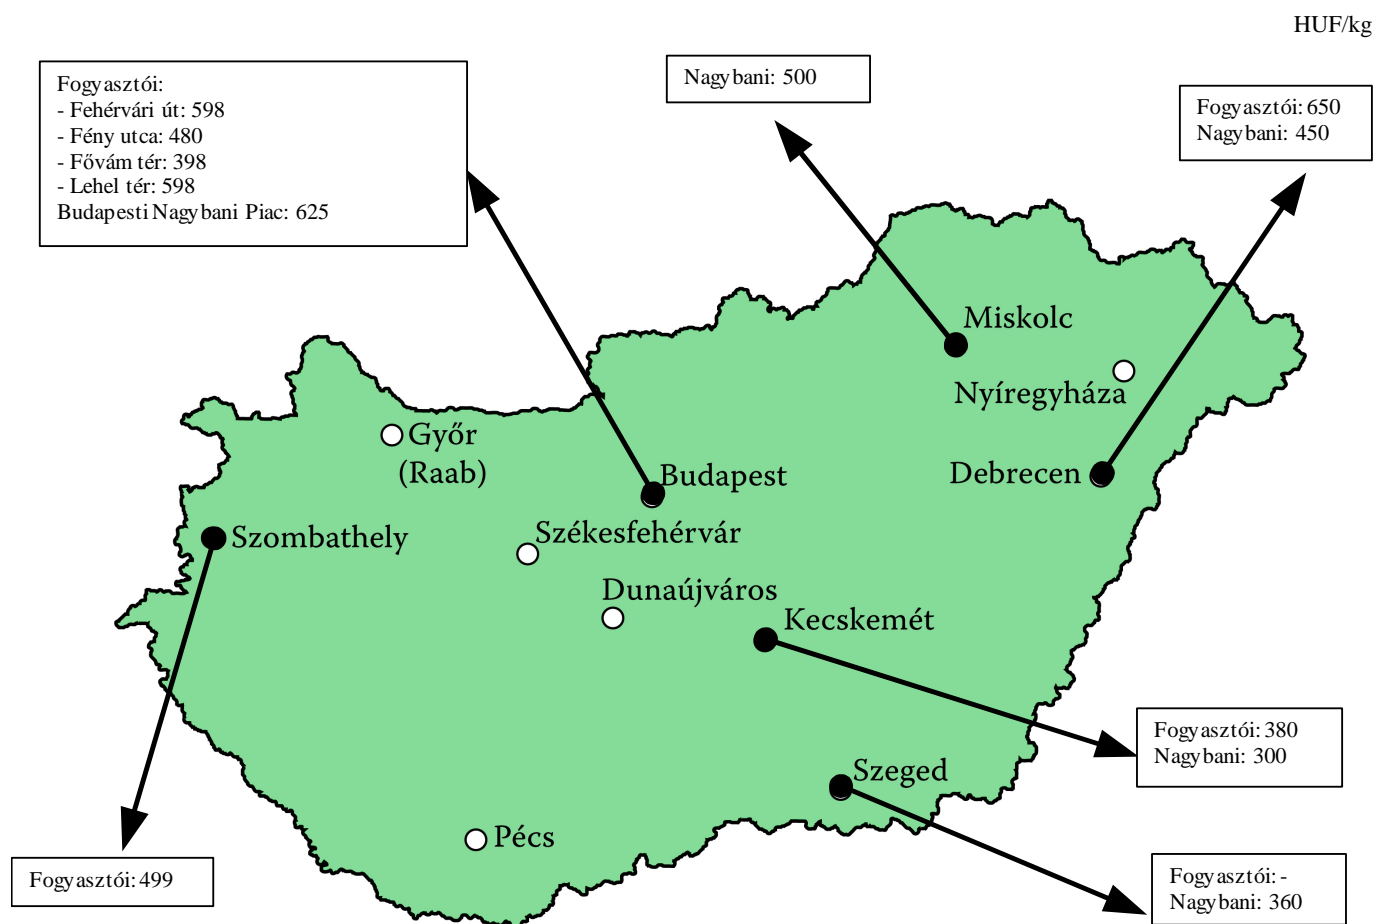 HUF/kg
Fogyasztói:
- Fehérvári út: 598
- Fény utca: 480
- Fővám tér: 398
- Lehel tér: 598
Budapesti Nagybani Piac: 625
Nagybani: 500
Fogyasztói: 650
Nagybani: 450
Miskolc
Nyíregyháza
Győr
(Raab)
Budapest
Debrecen
Szombathely
Székesfehérvár
Dunaújváros
Kecskemét
Fogyasztói: 380
Nagybani: 300
Szeged
Pécs
Fogyasztói: 499
Fogyasztói: -
Nagybani: 360